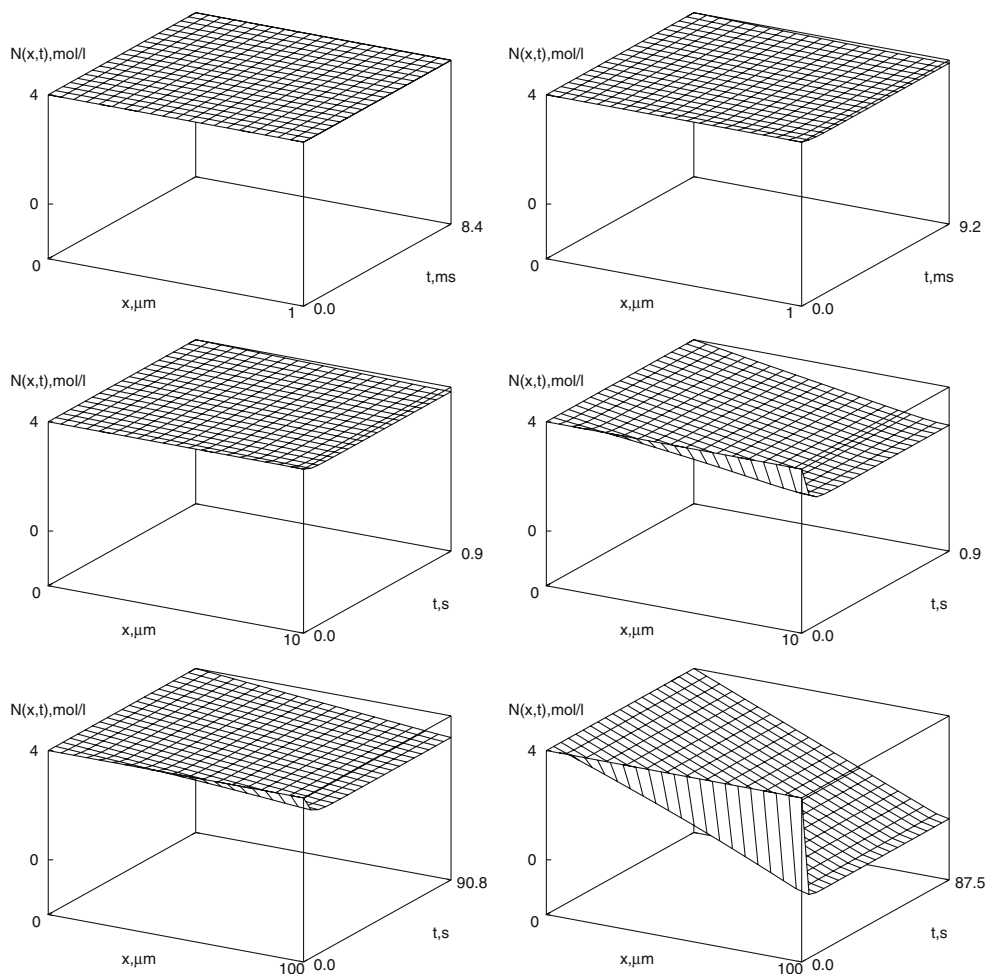 N(x,t),mol/l
4
0
0
x,μm
1
0.0
t,ms
8.4
N(x,t),mol/l
4
0
0
x,μm
1
0.0
t,ms
9.2
N(x,t),mol/l
4
0
0
x,μm
10
0.0
t,s
0.9
N(x,t),mol/l
4
0
0
x,μm
10
0.0
t,s
0.9
N(x,t),mol/l
4
0
0
x,μm
100
0.0
t,s
90.8
N(x,t),mol/l
4
0
0
x,μm
100
0.0
t,s
87.5